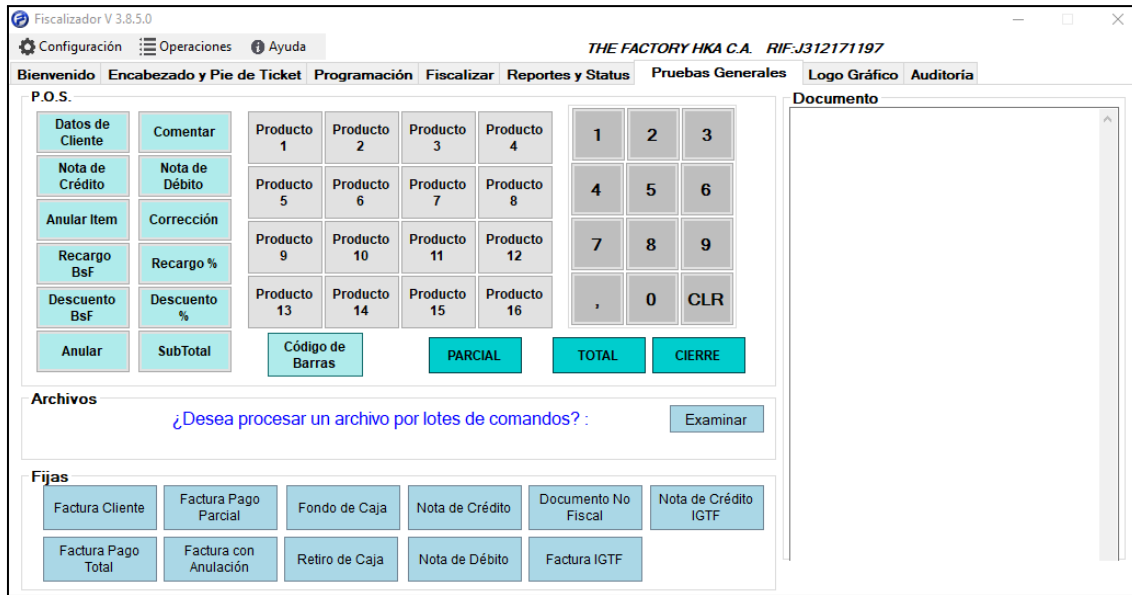 Fiscalizador V 3.8.5.0
Configuración Operaciones Ayuda THE FACTORY HKA C.A. RIF:J312171197
Bienvenido Encabezado y Pie de Ticket Programación Fiscalizar Reportes y Status Pruebas Generales Logo Gráfico Auditoría
P.O.S.
Datos de
Cliente
Comentar
Nota de
Crédito
Nota de
Débito
Anular Item
Corrección
Recargo
BsF
Recargo %
Descuento
BsF
Descuento
%
Anular
SubTotal
Producto
1
Producto
2
Producto
3
Producto
4
Producto
5
Producto
6
Producto
7
Producto
8
Producto
9
Producto
10
Producto
11
Producto
12
Producto
13
Producto
14
Producto
15
Producto
16
Código de
Barras
PARCIAL
1 2 3
4 5 6
7 8 9
, 0 CLR
TOTAL
CIERRE
Documento
Archivos
¿Desea procesar un archivo por lotes de comandos? :
Examinar
Fijas
Factura Cliente
Factura Pago
Parcial
Fondo de Caja
Nota de Crédito
Documento No
Fiscal
Nota de Crédito
IGTF
Factura Pago
Total
Factura con
Anulación
Retiro de Caja
Nota de Débito
Factura IGTF